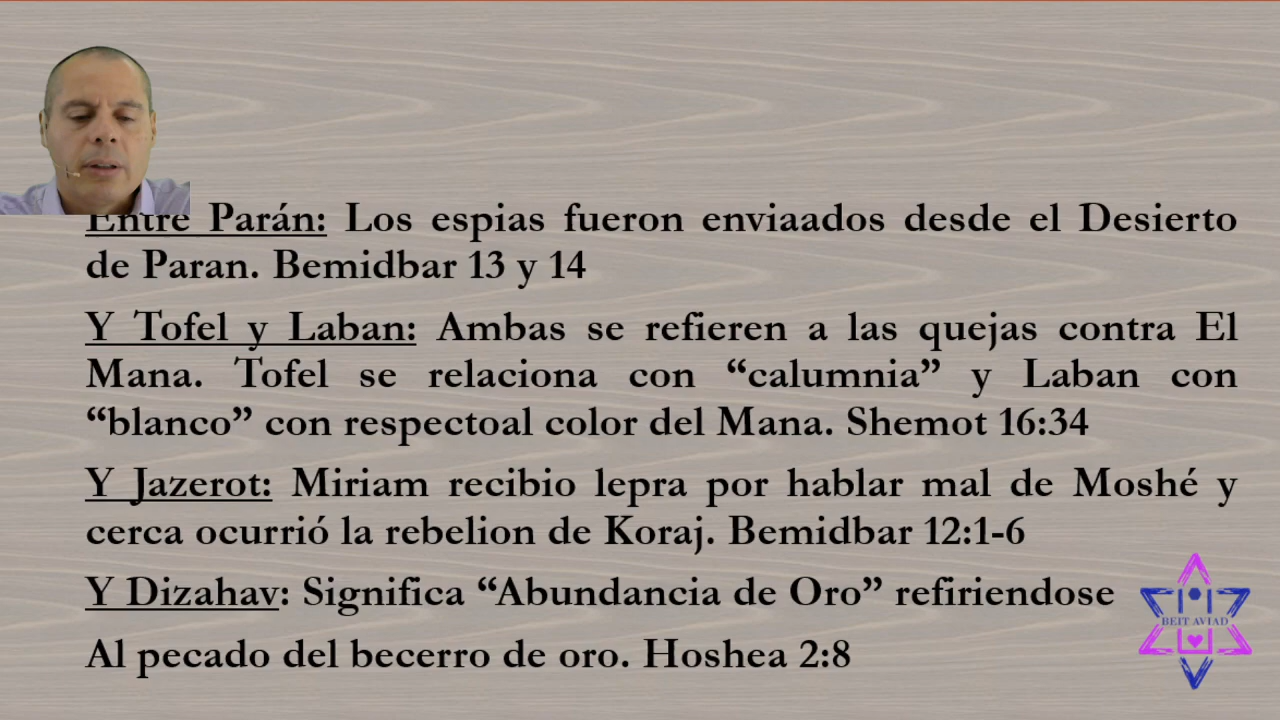 Entre Parán: Los espias fueron enviaados desde el Desierto
de Paran. Bemidbar 13 y 14
Y Tofel y Laban: Ambas se refieren a las quejas contra El
Mana. Tofel se relaciona con “calumnia” y Laban con
“blanco” con respectoal color del Mana. Shemot 16:34
Y Jazerot: Miriam recibio lepra por hablar mal de Moshé y
cerca ocurrió la rebelion de Koraj. Bemidbar 12:1-6
Y Dizahav: Significa “Abundancia de Oro” refiriendose
Al pecado del becerro de oro. Hoshea 2:8
BEIT AVIAD